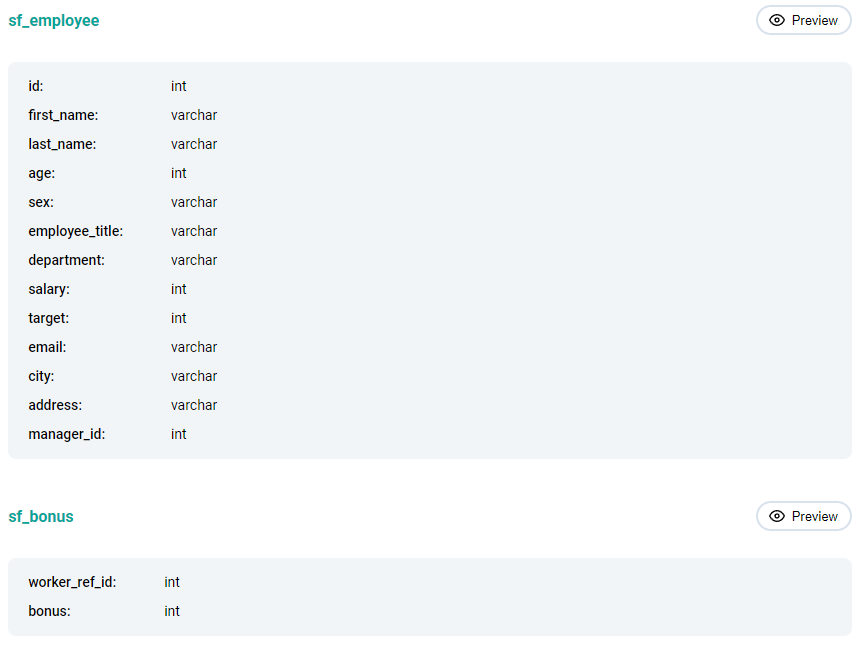 sf_employee Preview
id: int
first_name: varchar
last_name: varchar
age: int
sex: varchar
employee_title: varchar
department: varchar
salary: int
target: int
email: varchar
city: varchar
address: varchar
manager_id: int
sf_bonus Preview
worker_ref_id: int
bonus: int